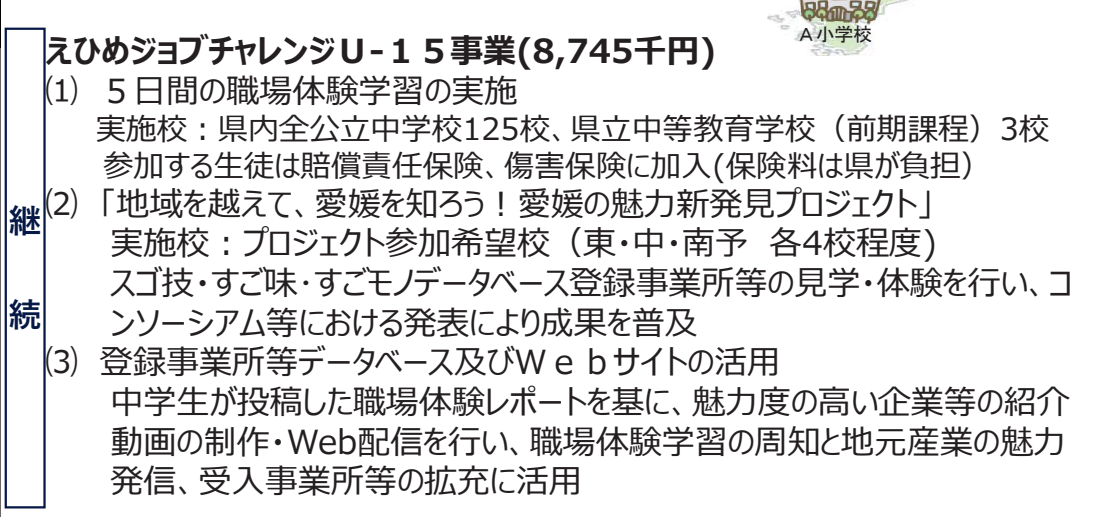 A小学校
えひめジョブチャレンジU-15事業(8,745千円)
⑴ 5日間の職場体験学習の実施
実施校:県内全公立中学校125校、県立中等教育学校(前期課程)3校
参加する生徒は賠償責任保険、傷害保険に加入(保険料は県が負担)
⑵ 「地域を越えて、愛媛を知ろう!愛媛の魅力新発見プロジェクト」
実施校:プロジェクト参加希望校(東・中・南予 各4校程度)
スゴ技・すご味・すごモノデータベース登録事業所等の見学・体験を行い、コ
ンソーシアム等における発表により成果を普及
⑶ 登録事業所等データベース及びWebサイトの活用
中学生が投稿した職場体験レポートを基に、魅力度の高い企業等の紹介
動画の制作・Web配信を行い、職場体験学習の周知と地元産業の魅力
発信、受入事業所等の拡充に活用
継続